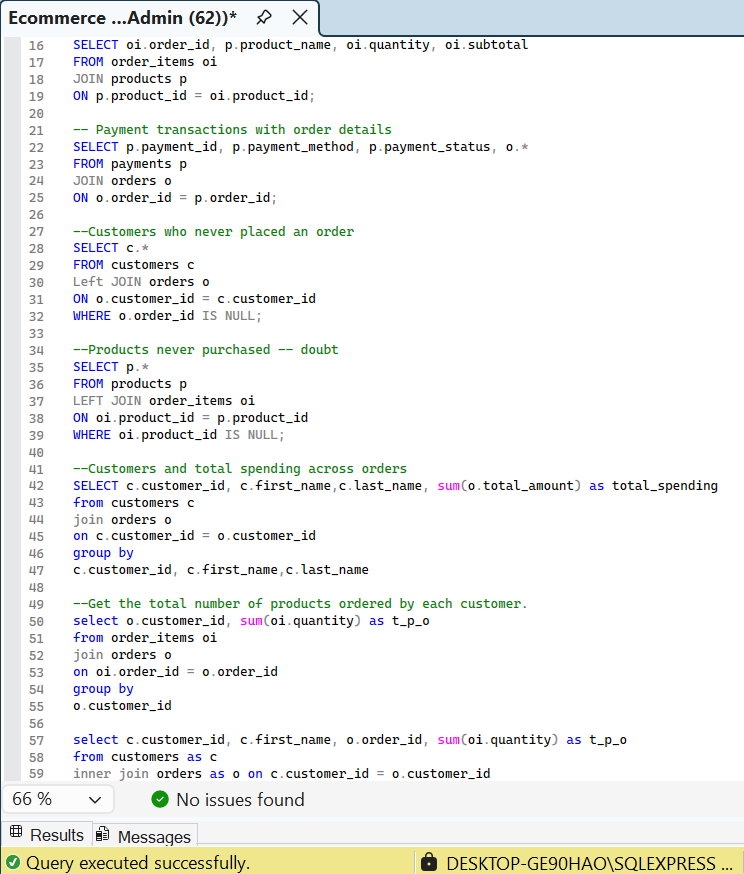 Ecommerce ...Admin (62))*
16 SELECT oi.order_id, p.product_name, oi.quantity, oi.subtotal
17 FROM order_items oi
18 JOIN products p
19 ON p.product_id = oi.product_id;
20
21 -- Payment transactions with order details
22 SELECT p.payment_id, p.payment_method, p.payment_status, o.*
23 FROM payments p
24 JOIN orders o
25 ON o.order_id = p.order_id;
26
27 --Customers who never placed an order
28 SELECT c.*
29 FROM customers c
30 Left JOIN orders o
31 ON o.customer_id = c.customer_id
32 WHERE o.order_id IS NULL;
33
34 --Products never purchased -- doubt
35 SELECT p.*
36 FROM products p
37 LEFT JOIN order_items oi
38 ON oi.product_id = p.product_id
39 WHERE oi.product_id IS NULL;
40
41 --Customers and total spending across orders
42 SELECT c.customer_id, c.first_name,c.last_name, sum(o.total_amount) as total_spending
43 from customers c
44 join orders o
45 on c.customer_id = o.customer_id
46 group by
47 c.customer_id, c.first_name,c.last_name
48
49 --Get the total number of products ordered by each customer.
50 select o.customer_id, sum(oi.quantity) as t_p_o
51 from order_items oi
52 join orders o
53 on oi.order_id = o.order_id
54 group by
55 o.customer_id
56
57 select c.customer_id, c.first_name, o.order_id, sum(oi.quantity) as t_p_o
58 from customers as c
59 inner join orders as o on c.customer_id = o.customer_id
66 % No issues found
Results Messages
Query executed successfully. DESKTOP-GE90HAO\SQLEXPRESS ...